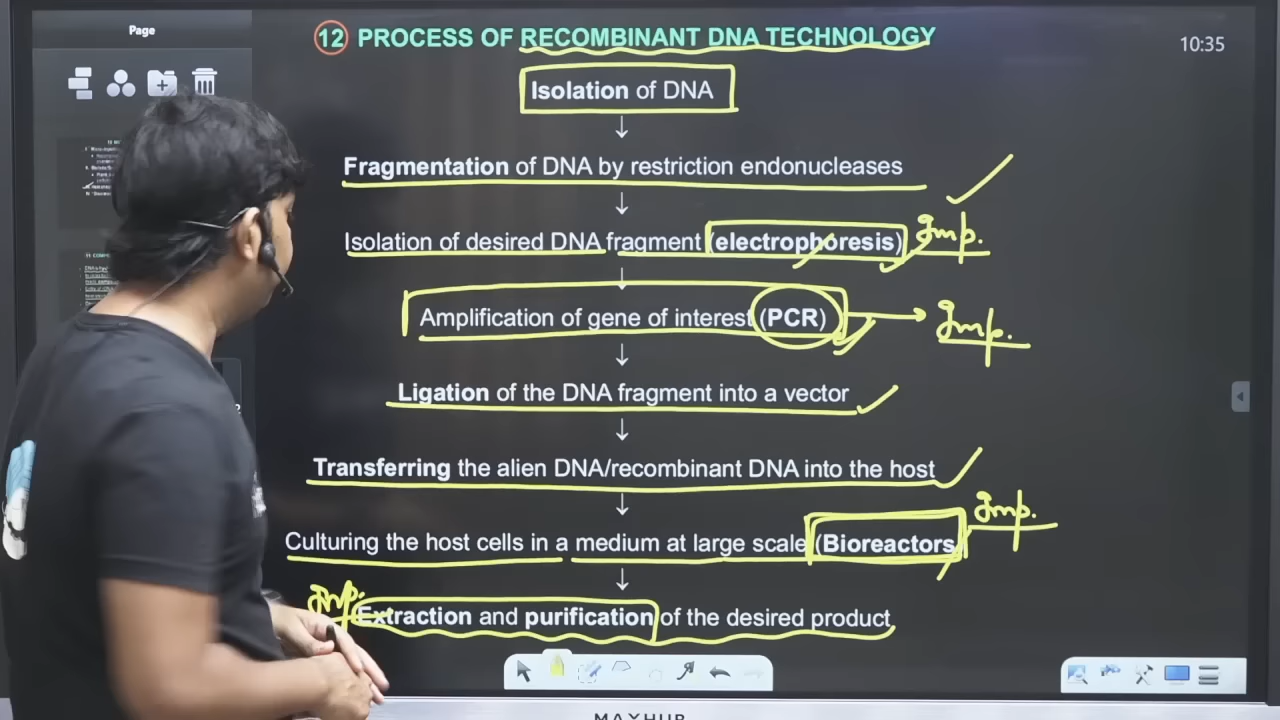 Page
12 PROCESS OF RECOMBINANT DNA TECHNOLOGY
10:35
Isolation of DNA
↓
Fragmentation of DNA by restriction endonucleases
↓
Isolation of desired DNA fragment (electrophoresis) Imp.
↓
Amplification of gene of interest (PCR) → Imp.
↓
Ligation of the DNA fragment into a vector
↓
Transferring the alien DNA/recombinant DNA into the host
↓
Culturing the host cells in a medium at large scale (Bioreactors) Imp.
↓
Imp. Extraction and purification of the desired product
MAXHUB